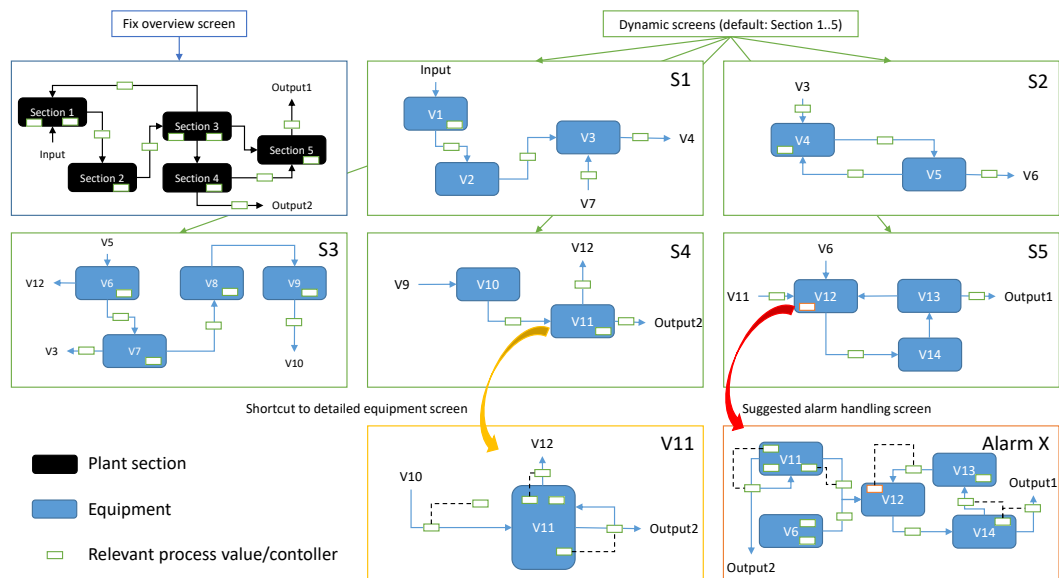 Fix overview screen
Dynamic screens (default: Section 1..5)
Section 1
Input
Section 2
Section 3
Section 4
Section 5
Output1
Output2
S1
Input
V1
V2
V3
V4
V7
S2
V3
V4
V5
V6
S3
V5
V12
V6
V7
V3
V8
V9
V10
S4
V9
V10
V12
V11
Output2
S5
V6
V11
V12
V13
Output1
V14
Shortcut to detailed equipment screen
Suggested alarm handling screen
Plant section
Equipment
Relevant process value/contoller
V11
V10
V12
V11
Output2
Alarm X
V11
V6
Output2
V12
V13
V14
Output1